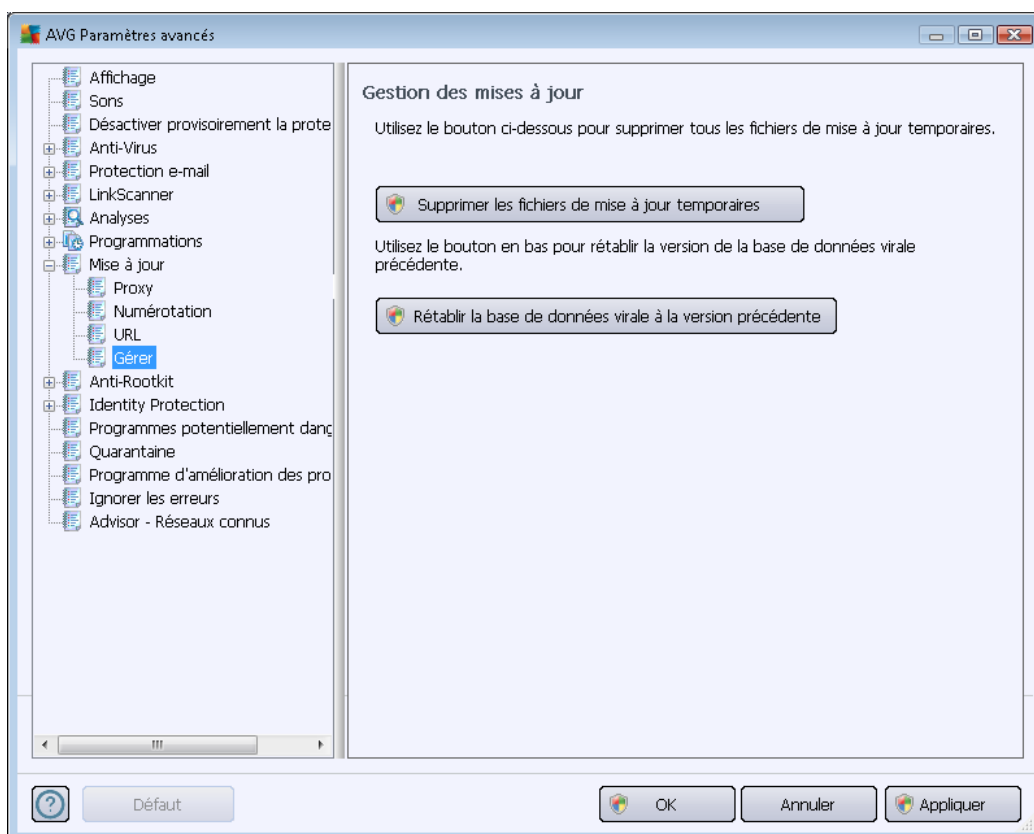 AVG Paramètres avancés
Affichage
Sons
Désactiver provisoirement la prote
Anti-Virus
Protection e-mail
LinkScanner
Analyses
Programmations
Mise à jour
Proxy
Numérotation
URL
Gérer
Anti-Rootkit
Identity Protection
Programmes potentiellement dang
Quarantaine
Programme d'amélioration des pro
Ignorer les erreurs
Advisor - Réseaux connus
Gestion des mises à jour
Utilisez le bouton ci-dessous pour supprimer tous les fichiers de mise à jour temporaires.
Supprimer les fichiers de mise à jour temporaires
Utilisez le bouton en bas pour rétablir la version de la base de données virale
précédente.
Rétablir la base de données virale à la version précédente
Défaut
OK
Annuler
Appliquer